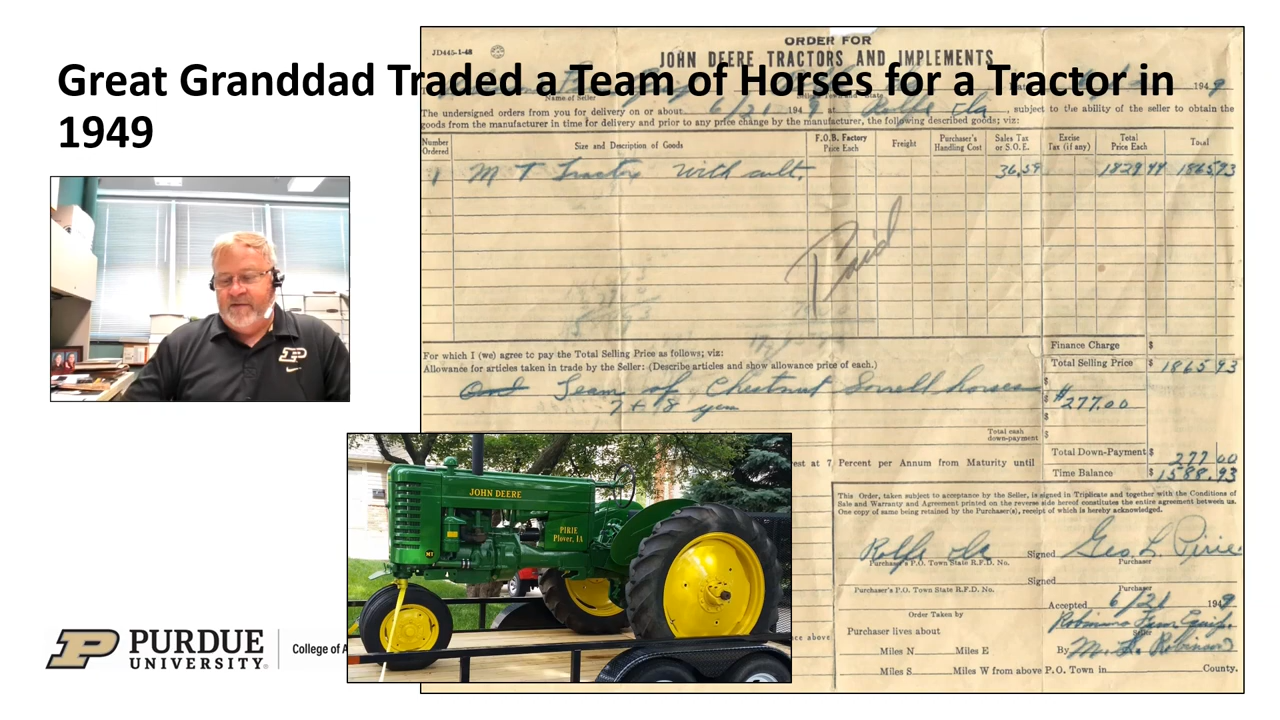 Great Granddad Traded a Team of Horses for a Tractor in
1949
JD445-1-48
ORDER FOR
JOHN DEERE TRACTORS AND IMPLEMENTS
Name of Seller
1949
The undersigned orders from you for delivery on or about 6/21 1949 at Rolfe Ia, subject to the ability of the seller to obtain the
goods from the manufacturer in time for delivery and prior to any price change by the manufacturer, the following described goods; viz:
Number Ordered Size and Description of Goods F.O.B. Factory Price Each Freight Purchaser's Handling Cost Sales Tax or S.O.E. Excise Tax (if any) Total Price Each Total
1 M T Tractor with cult. 36.59 1829 44 1865 93
Paid
For which I (we) agree to pay the Total Selling Price as follows; viz:
Allowance for articles taken in trade by the Seller: (Describe articles and show allowance price of each.)
Team of Chestnut Sorrell horses
7 + 8 yrs
Finance Charge $
Total Selling Price $ 1865 93
$
$ #277.00
$
Total cash down-payment $
Total Down-Payment $ 277 00
Time Balance $ 1588.93
est at 7 Percent per Annum from Maturity until
This Order, taken subject to acceptance by the Seller, is signed in Triplicate and together with the Conditions of
Sale and Warranty and Agreement printed on the reverse side hereof constitutes the entire agreement between us.
One copy of same being retained by the Purchaser(s), receipt of which is hereby acknowledged.
Rolfe Ia Signed Geo. L. Pirie
Purchaser's P.O. Town State R.F.D. No. Purchaser
Signed
Purchaser's P.O. Town State R.F.D. No. Purchaser
Accepted 6/21 1949
Order Taken by
Robinson Farm Equip.
Seller
Purchaser lives about
Miles N Miles E By M. L. Robinson
Miles S Miles W from above P.O. Town in County.
nce above
JOHN DEERE
PIRIE
Plover, IA
MT
P
PURDUE
UNIVERSITY
College of A